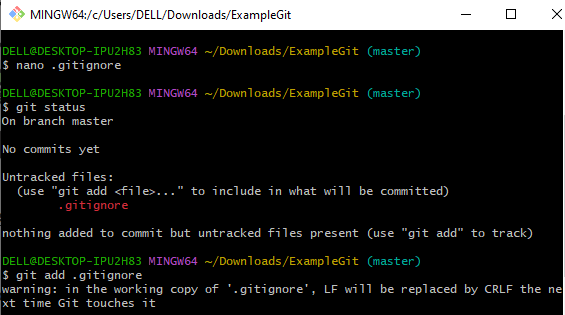 MINGW64:/c/Users/DELL/Downloads/ExampleGit
DELL@DESKTOP-IPU2H83 MINGW64 ~/Downloads/ExampleGit (master)
$ nano .gitignore
DELL@DESKTOP-IPU2H83 MINGW64 ~/Downloads/ExampleGit (master)
$ git status
On branch master
No commits yet
Untracked files:
  (use "git add <file>..." to include in what will be committed)
        .gitignore
nothing added to commit but untracked files present (use "git add" to track)
DELL@DESKTOP-IPU2H83 MINGW64 ~/Downloads/ExampleGit (master)
$ git add .gitignore
warning: in the working copy of '.gitignore', LF will be replaced by CRLF the ne
xt time Git touches it